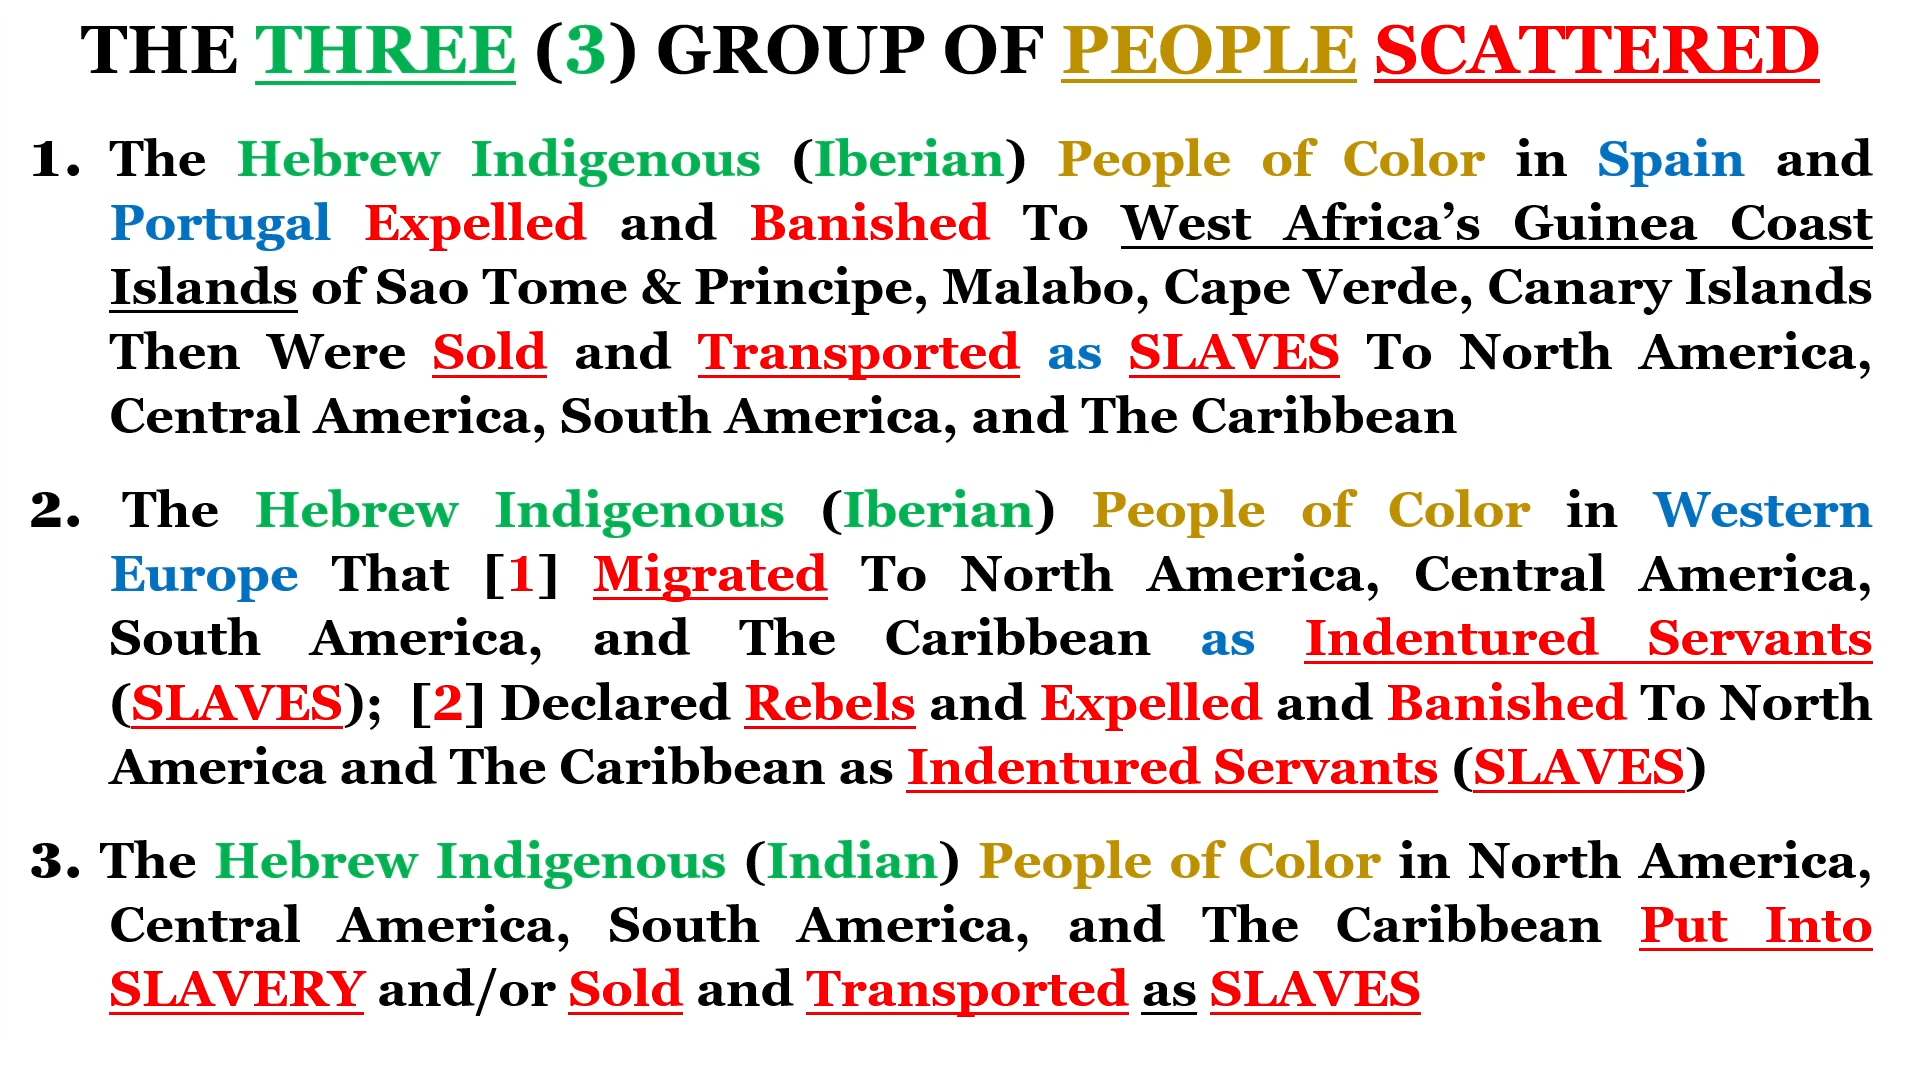 THE THREE (3) GROUP OF PEOPLE SCATTERED
1. The Hebrew Indigenous (Iberian) People of Color in Spain and
Portugal Expelled and Banished To West Africa’s Guinea Coast
Islands of Sao Tome & Principe, Malabo, Cape Verde, Canary Islands
Then Were Sold and Transported as SLAVES To North America,
Central America, South America, and The Caribbean
2. The Hebrew Indigenous (Iberian) People of Color in Western
Europe That [1] Migrated To North America, Central America,
South America, and The Caribbean as Indentured Servants
(SLAVES); [2] Declared Rebels and Expelled and Banished To North
America and The Caribbean as Indentured Servants (SLAVES)
3. The Hebrew Indigenous (Indian) People of Color in North America,
Central America, South America, and The Caribbean Put Into
SLAVERY and/or Sold and Transported as SLAVES